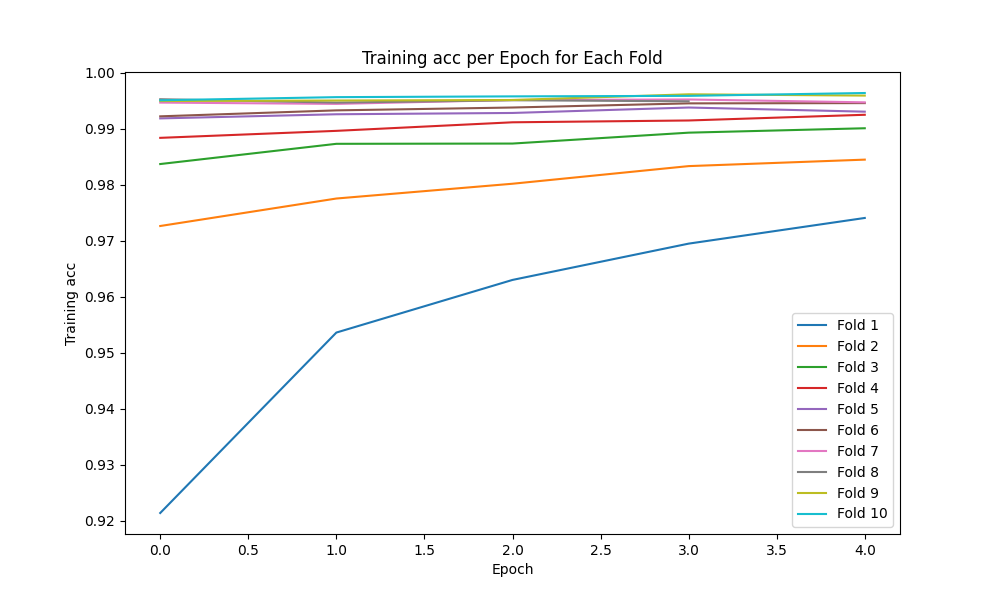 Training acc per Epoch for Each Fold
1.00
0.99
0.98
0.97
0.96
0.95
0.94
0.93
0.92
Training acc
0.0 0.5 1.0 1.5 2.0 2.5 3.0 3.5 4.0
Epoch
Fold 1
Fold 2
Fold 3
Fold 4
Fold 5
Fold 6
Fold 7
Fold 8
Fold 9
Fold 10